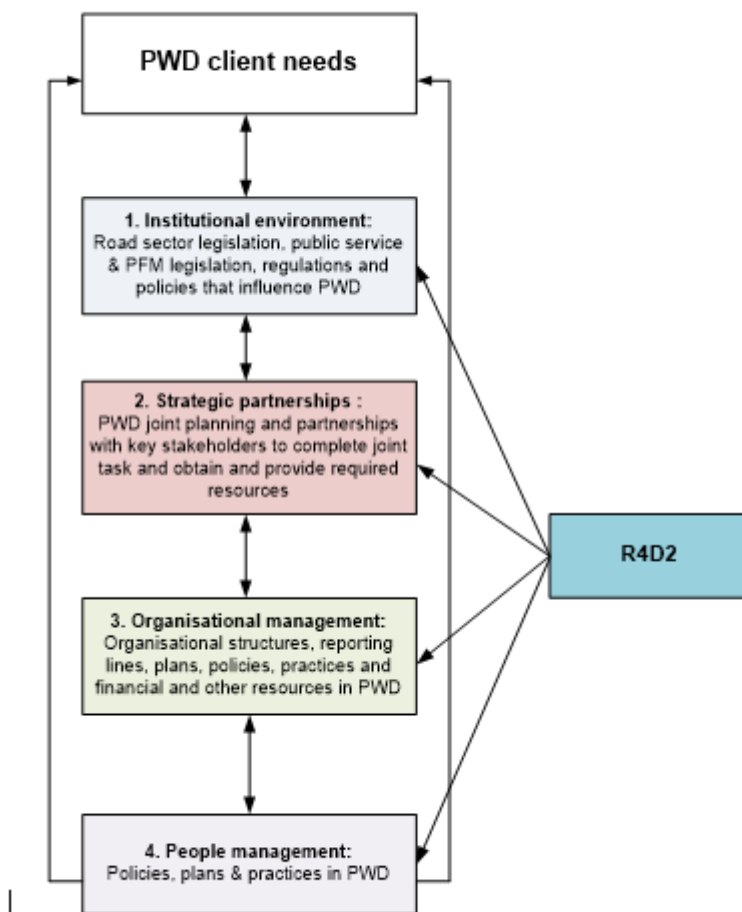 PWD client needs
1. Institutional environment:
Road sector legislation, public service
& PFM legislation, regulations and
policies that influence PWD
2. Strategic partnerships :
PWD joint planning and partnerships
with key stakeholders to complete joint
task and obtain and provide required
resources
R4D2
3. Organisational management:
Organisational structures, reporting
lines, plans, policies, practices and
financial and other resources in PWD
4. People management:
Policies, plans & practices in PWD